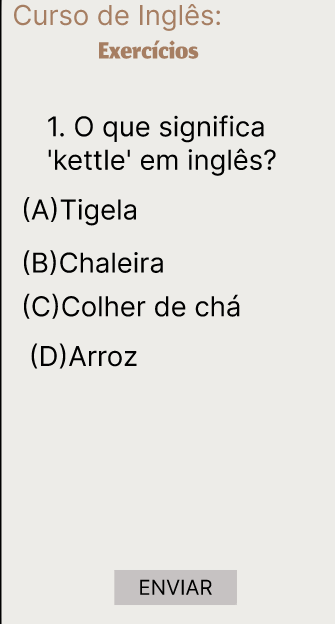 Curso de Inglês:
Exercícios
1. O que significa
'kettle' em inglês?
(A)Tigela
(B)Chaleira
(C)Colher de chá
(D)Arroz
ENVIAR